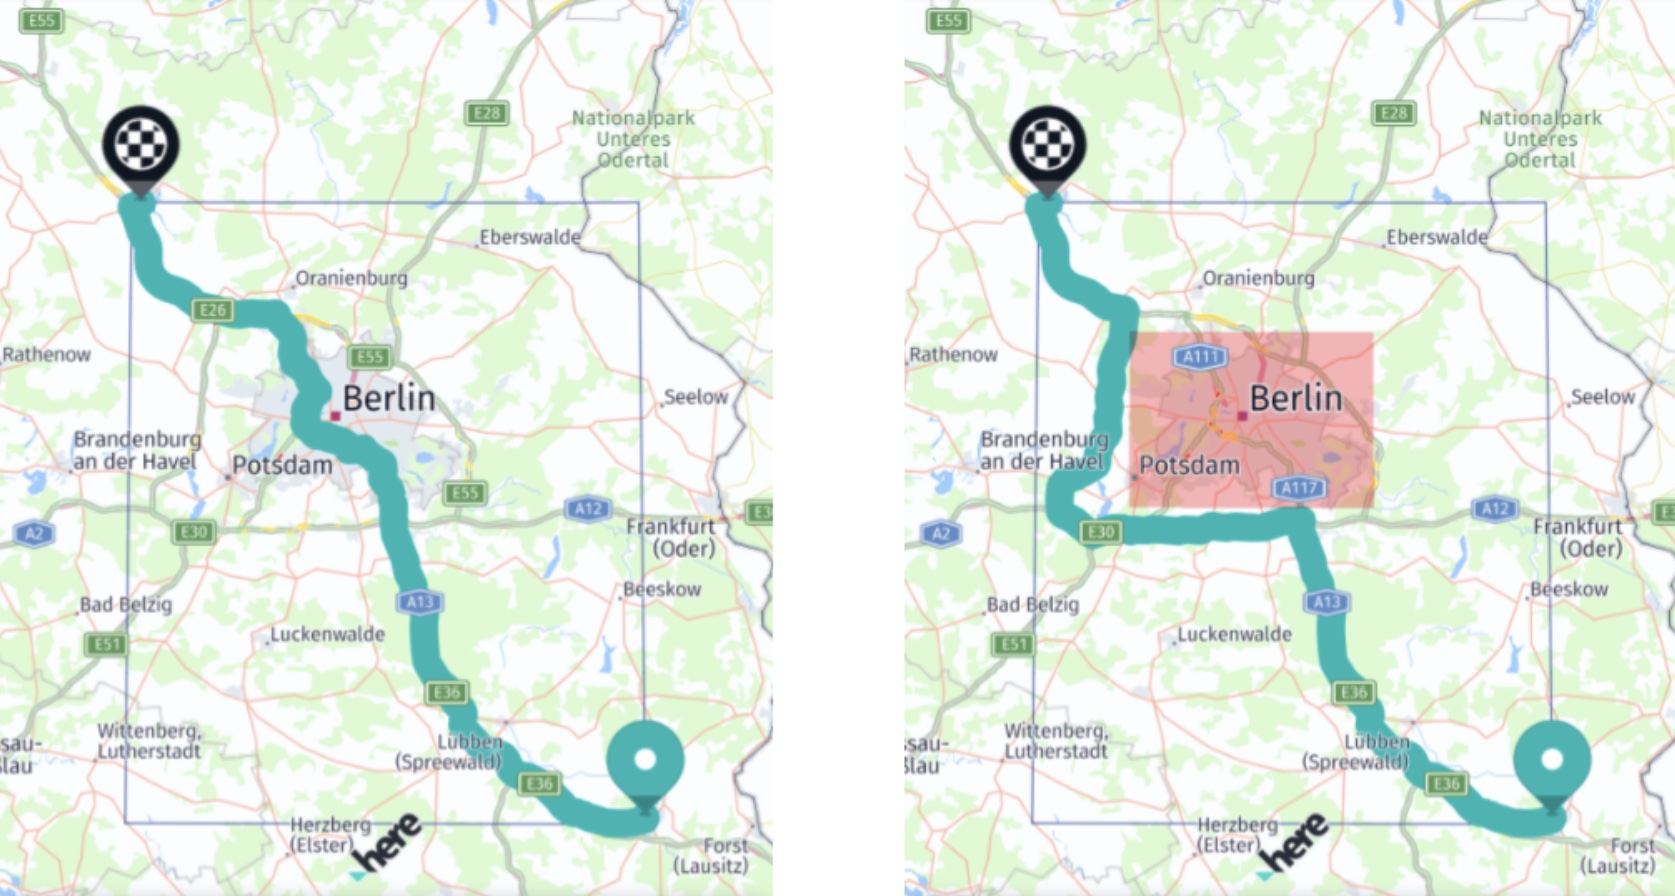 E55
E28
Nationalpark
Unteres
Odertal
Eberswalde
Oranienburg
E26
Rathenow
E55
Berlin
Seelow
Brandenburg
an der Havel
Potsdam
E55
A12
A2
E30
Frankfurt
(Oder)
Beeskow
Bad Belzig
A13
Luckenwalde
E51
E36
Wittenberg,
Lutherstadt
Lübben
(Spreewald)
sau-
ßlau
E36
Herzberg
(Elster)
here
Forst
(Lausitz)
E55
E28
Nationalpark
Unteres
Odertal
Eberswalde
Oranienburg
Rathenow
A111
Berlin
Seelow
Brandenburg
an der Havel
Potsdam
A117
A12
A2
E30
Frankfurt
(Oder)
Beeskow
Bad Belzig
A13
Luckenwalde
E51
E36
Wittenberg,
Lutherstadt
Lübben
(Spreewald)
sau-
ßlau
E36
Herzberg
(Elster)
here
Forst
(Lausitz)